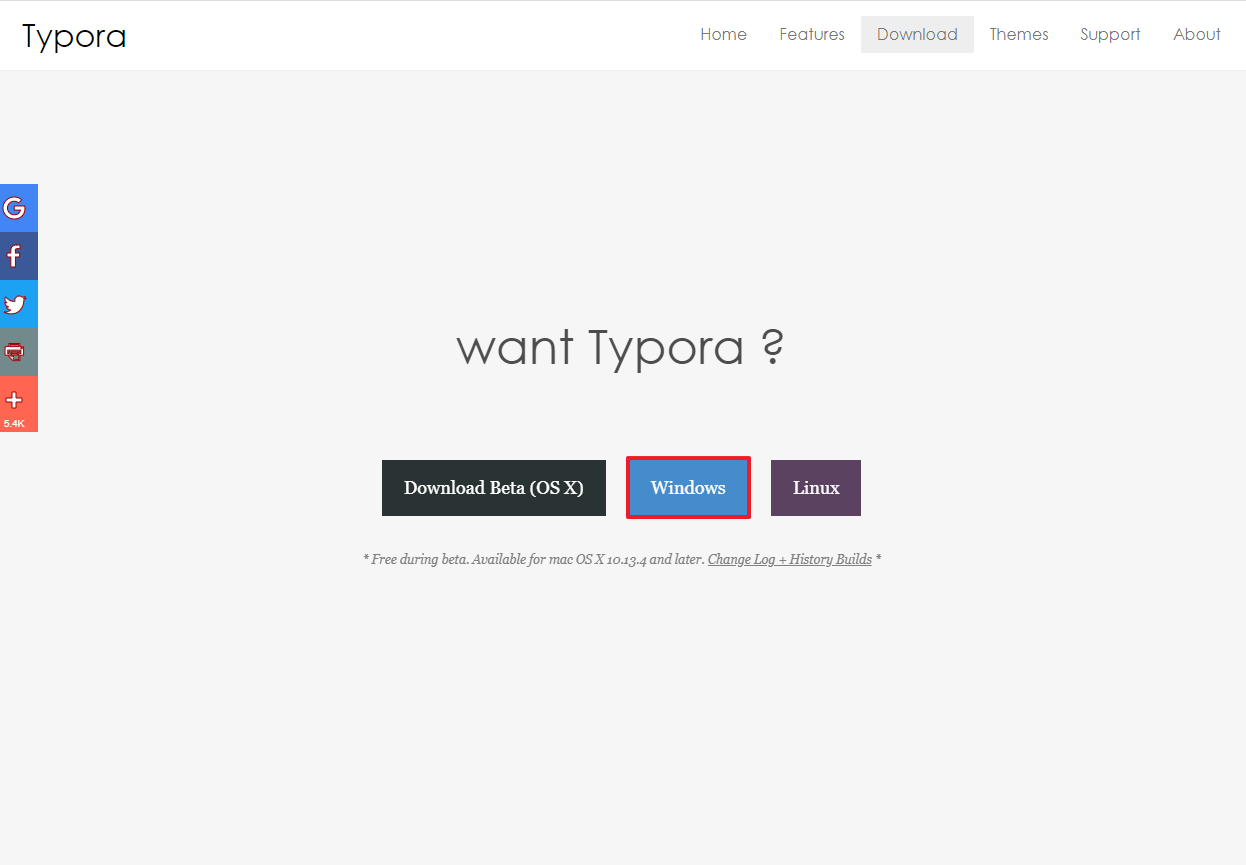 Typora
Home Features Download Themes Support About
5.4K
want Typora ?
Download Beta (OS X) Windows Linux
* Free during beta. Available for mac OS X 10.13.4 and later. Change Log + History Builds *